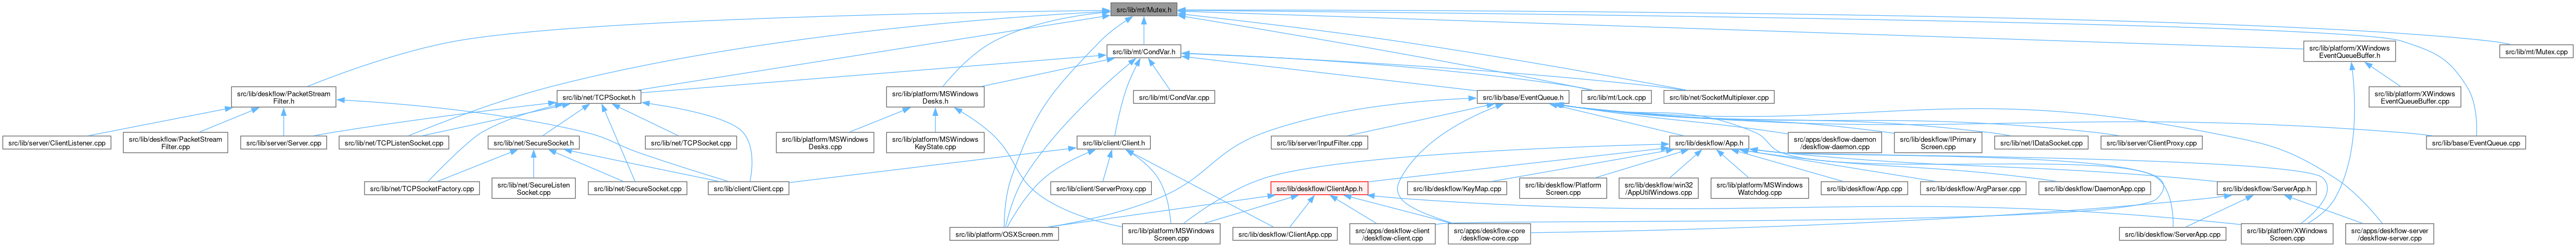 src/lib/mt/Mutex.h
src/lib/mt/CondVar.h
src/lib/platform/XWindows
EventQueueBuffer.h
src/lib/mt/Mutex.cpp
src/lib/deskflow/PacketStream
Filter.h
src/lib/net/TCPSocket.h
src/lib/platform/MSWindows
Desks.h
src/lib/mt/CondVar.cpp
src/lib/base/EventQueue.h
src/lib/mt/Lock.cpp
src/lib/net/SocketMultiplexer.cpp
src/lib/platform/XWindows
EventQueueBuffer.cpp
src/lib/server/ClientListener.cpp
src/lib/deskflow/PacketStream
Filter.cpp
src/lib/server/Server.cpp
src/lib/net/TCPListenSocket.cpp
src/lib/net/SecureSocket.h
src/lib/net/TCPSocket.cpp
src/lib/platform/MSWindows
Desks.cpp
src/lib/platform/MSWindows
KeyState.cpp
src/lib/client/Client.h
src/lib/server/InputFilter.cpp
src/lib/deskflow/App.h
src/apps/deskflow-daemon
/deskflow-daemon.cpp
src/lib/deskflow/IPrimary
Screen.cpp
src/lib/net/IDataSocket.cpp
src/lib/server/ClientProxy.cpp
src/lib/base/EventQueue.cpp
src/lib/net/TCPSocketFactory.cpp
src/lib/net/SecureListen
Socket.cpp
src/lib/net/SecureSocket.cpp
src/lib/client/Client.cpp
src/lib/client/ServerProxy.cpp
src/lib/deskflow/ClientApp.h
src/lib/deskflow/KeyMap.cpp
src/lib/deskflow/Platform
Screen.cpp
src/lib/deskflow/win32
/AppUtilWindows.cpp
src/lib/platform/MSWindows
Watchdog.cpp
src/lib/deskflow/App.cpp
src/lib/deskflow/ArgParser.cpp
src/lib/deskflow/DaemonApp.cpp
src/lib/deskflow/ServerApp.h
src/lib/platform/OSXScreen.mm
src/lib/platform/MSWindows
Screen.cpp
src/lib/deskflow/ClientApp.cpp
src/apps/deskflow-client
/deskflow-client.cpp
src/apps/deskflow-core
/deskflow-core.cpp
src/lib/deskflow/ServerApp.cpp
src/lib/platform/XWindows
Screen.cpp
src/apps/deskflow-server
/deskflow-server.cpp